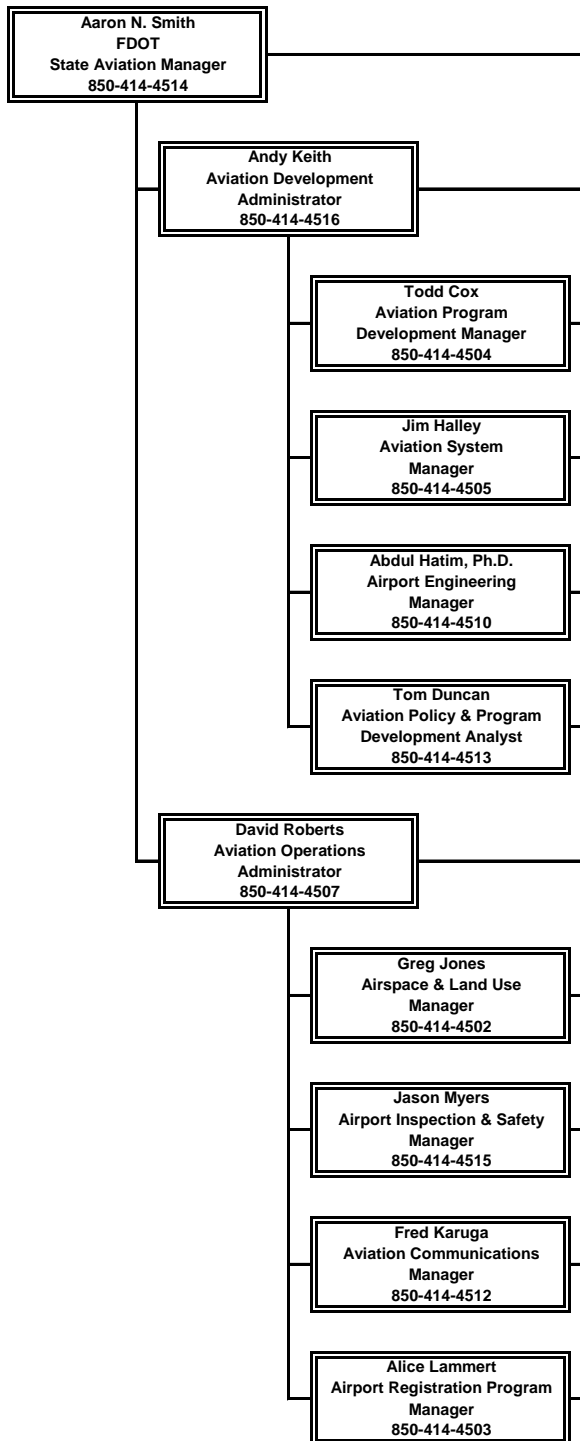 Aaron N. Smith
FDOT
State Aviation Manager
850-414-4514
Andy Keith
Aviation Development
Administrator
850-414-4516
Todd Cox
Aviation Program
Development Manager
850-414-4504
Jim Halley
Aviation System
Manager
850-414-4505
Abdul Hatim, Ph.D.
Airport Engineering
Manager
850-414-4510
Tom Duncan
Aviation Policy & Program
Development Analyst
850-414-4513
David Roberts
Aviation Operations
Administrator
850-414-4507
Greg Jones
Airspace & Land Use
Manager
850-414-4502
Jason Myers
Airport Inspection & Safety
Manager
850-414-4515
Fred Karuga
Aviation Communications
Manager
850-414-4512
Alice Lammert
Airport Registration Program
Manager
850-414-4503